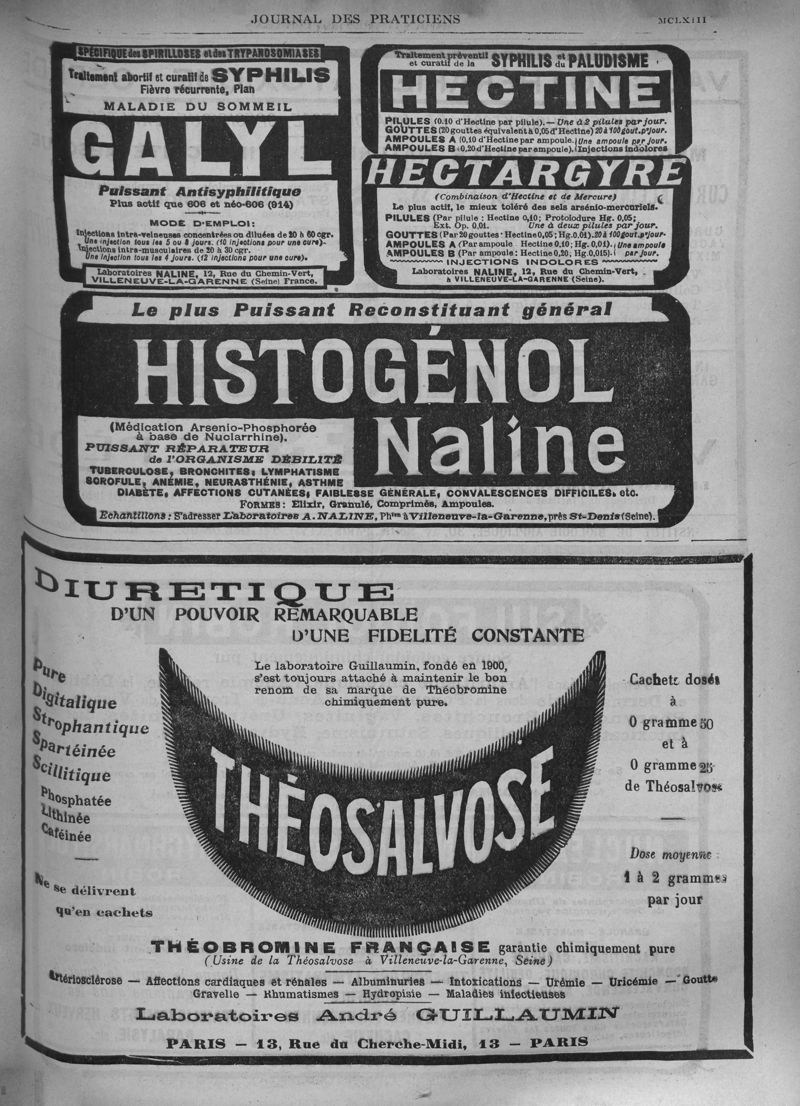 JOURNAL DES PRATICIENS
MCLXIII
SPÉCIFIQUE des SPIRILLOSES et des TRYPANOSOMIASES
Traitement abortif et curatif de SYPHILIS
Fièvre récurrente, Pian
MALADIE DU SOMMEIL
GALYL
Puissant Antisyphilitique
Plus actif que 606 et néo-606 (914)
MODE D'EMPLOI:
Injections intra-veineuses concentrées ou diluées de 20 à 60 cgr.
Une injection tous les 5 ou 8 jours. (10 injections pour une cure).
Injections intra-musculaires de 20 à 30 cgr.
Une injection tous les 4 jours. (12 injections pour une cure).
Laboratoires NALINE, 12, Rue du Chemin-Vert,
VILLENEUVE-LA-GARENNE (Seine) France.
Traitement préventif et curatif de la SYPHILIS et du PALUDISME
HECTINE
PILULES (0.10 d'Hectine par pilule). — Une à 2 pilules par jour.
GOUTTES (20 gouttes équivalent à 0,05 d'Hectine) 20 à 100 gout. pr jour.
AMPOULES A (0,10 d'Hectine par ampoule). Une ampoule par jour.
AMPOULES B (0,20 d'Hectine par ampoule). Injections indolores
HECTARGYRE
(Combinaison d'Hectine et de Mercure)
Le plus actif, le mieux toléré des sels arsénio-mercuriels.
PILULES (Par pilule : Hectine 0,10; Protoiodure Hg. 0,05;
Ext. Op. 0,01. Une à deux pilules par jour.
GOUTTES (Par 20 gouttes: Hectine 0,05; Hg. 0,01). 20 à 100 gout. pr jour.
AMPOULES A (Par ampoule: Hectine 0,10; Hg. 0,01). Une ampoule
AMPOULES B (Par ampoule: Hectine 0,20; Hg. 0,015). par jour.
INJECTIONS INDOLORES
Laboratoires NALINE, 12, Rue du Chemin-Vert,
à VILLENEUVE-LA-GARENNE (Seine).
Le plus Puissant Reconstituant général
HISTOGÉNOL
Naline
(Médication Arsenio-Phosphorée
à base de Nuclarrhine).
PUISSANT RÉPARATEUR
de l'ORGANISME DÉBILITÉ
TUBERCULOSE, BRONCHITES, LYMPHATISME
SCROFULE, ANÉMIE, NEURASTHÉNIE, ASTHME
DIABÈTE, AFFECTIONS CUTANÉES, FAIBLESSE GÉNÉRALE, CONVALESCENCES DIFFICILES, etc.
FORMES: Elixir, Granulé, Comprimés, Ampoules.
Echantillons: S'adresser Laboratoires A. NALINE, Phien à Villeneuve-la-Garenne, près St-Denis (Seine).
DIURETIQUE
D'UN POUVOIR REMARQUABLE
D'UNE FIDELITÉ CONSTANTE
Le laboratoire Guillaumin, fondé en 1900,
s'est toujours attaché à maintenir le bon
renom de sa marque de Théobromine
chimiquement pure.
Pure
Digitalique
Strophantique
Spartéinée
Scillitique
Phosphatée
Lithinée
Caféinée
Ne se délivrent
qu'en cachets
THÉOSALVOSE
Cachets dosés
à
0 gramme 50
et à
0 gramme 25
de Théosalvose
Dose moyenne :
1 à 2 grammes
par jour
THÉOBROMINE FRANÇAISE garantie chimiquement pure
(Usine de la Théosalvose à Villeneuve-la-Garenne, Seine)
Artériosclérose — Affections cardiaques et rénales — Albuminuries — Intoxications — Urémie — Uricémie — Goutte
Gravelle — Rhumatismes — Hydropisie — Maladies infectieuses
Laboratoires André GUILLAUMIN
PARIS — 13, Rue du Cherche-Midi, 13 — PARIS